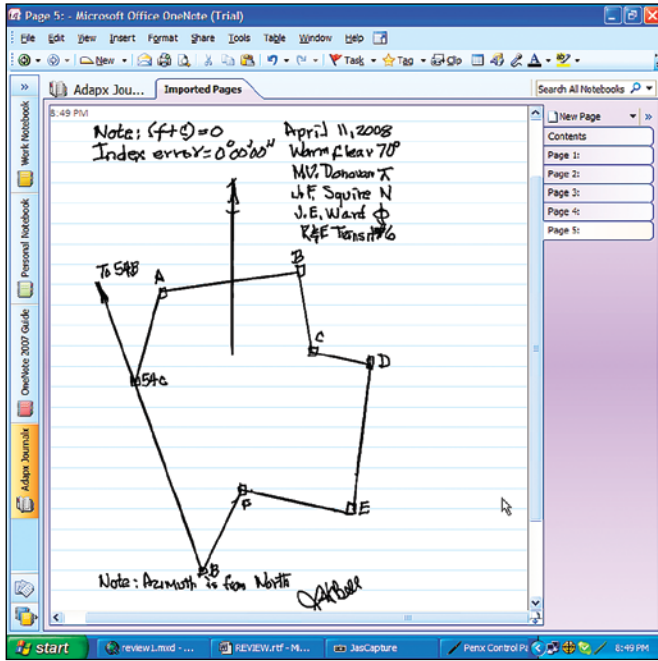 Page 5: - Microsoft Office OneNote (Trial)
File Edit View Insert Format Share Tools Table Window Help
New Task Tag Clip
Adapx Jou... Imported Pages Search All Notebooks
8:49 PM
Note: (f+c)=0
Index error=0°00'00"
April 11, 2008
Warm Clear 70°
M.V. Donovan
J.F. Squire N
J.E. Ward
K&E Transit #6
To 54B
A
B
C
D
54C
F
E
B
Note: Azimuth is from North
New Page
Contents
Page 1:
Page 2:
Page 3:
Page 4:
Page 5:
Work Notebook
Personal Notebook
OneNote 2007 Guide
Adapx Journals
start review1.mxd - ... REVIEW.rtf - Mi... JasCapture Penx Control Pa 8:49 PM